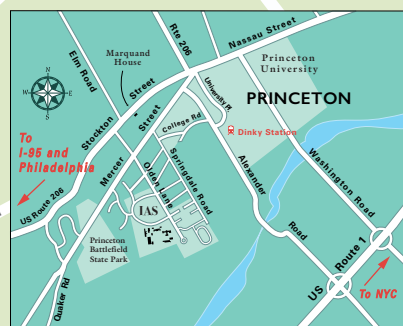 Rte 206
Nassau Street
Marquand
House
Elm Road
Princeton
University
N
W
E
S
Stockton
Street
University Pl
PRINCETON
College Rd
Dinky Station
Mercer
Street
To
I-95 and
Philadelphia
Olden Lane
Springdale Road
Alexander
Road
Washington Road
US Route 206
IAS
Princeton
Battlefield
State Park
Quaker Rd
US Route 1
To NYC